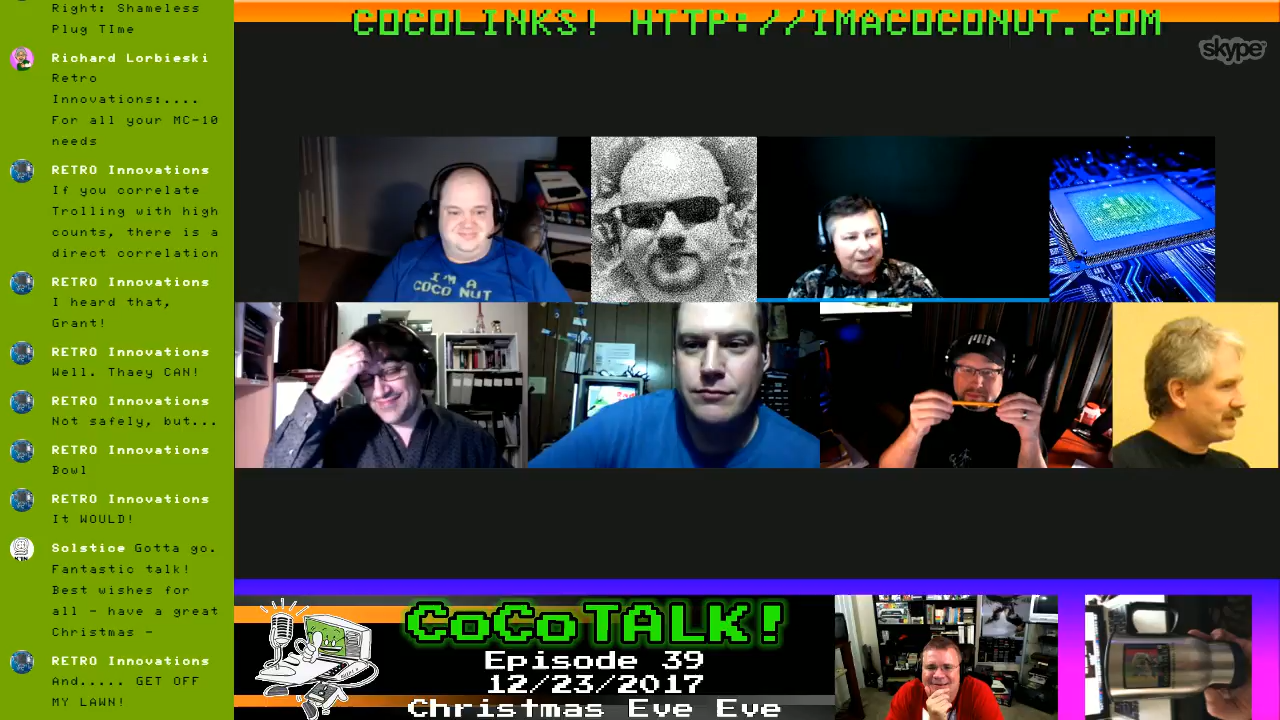 Right: Shameless
Plug TIme
Richard Lorbieski
Retro
Innovations:....
For all your MC-10
needs
RETRO Innovations
If you correlate
Trolling with high
counts, there is a
direct correlation
RETRO Innovations
I heard that,
Grant!
RETRO Innovations
Well. Thaey CAN!
RETRO Innovations
Not safely, but...
RETRO Innovations
Bowl
RETRO Innovations
It WOULD!
Solstice Gotta go.
Fantastic talk!
Best wishes for
all - have a great
Christmas -
RETRO Innovations
And..... GET OFF
MY LAWN!
COCOLINKS! HTTP://IMACOCONUT.COM
skype
I'M A
COCO NUT
MIT
CoCoTALK!
Episode 39
12/23/2017
Christmas Eve Eve